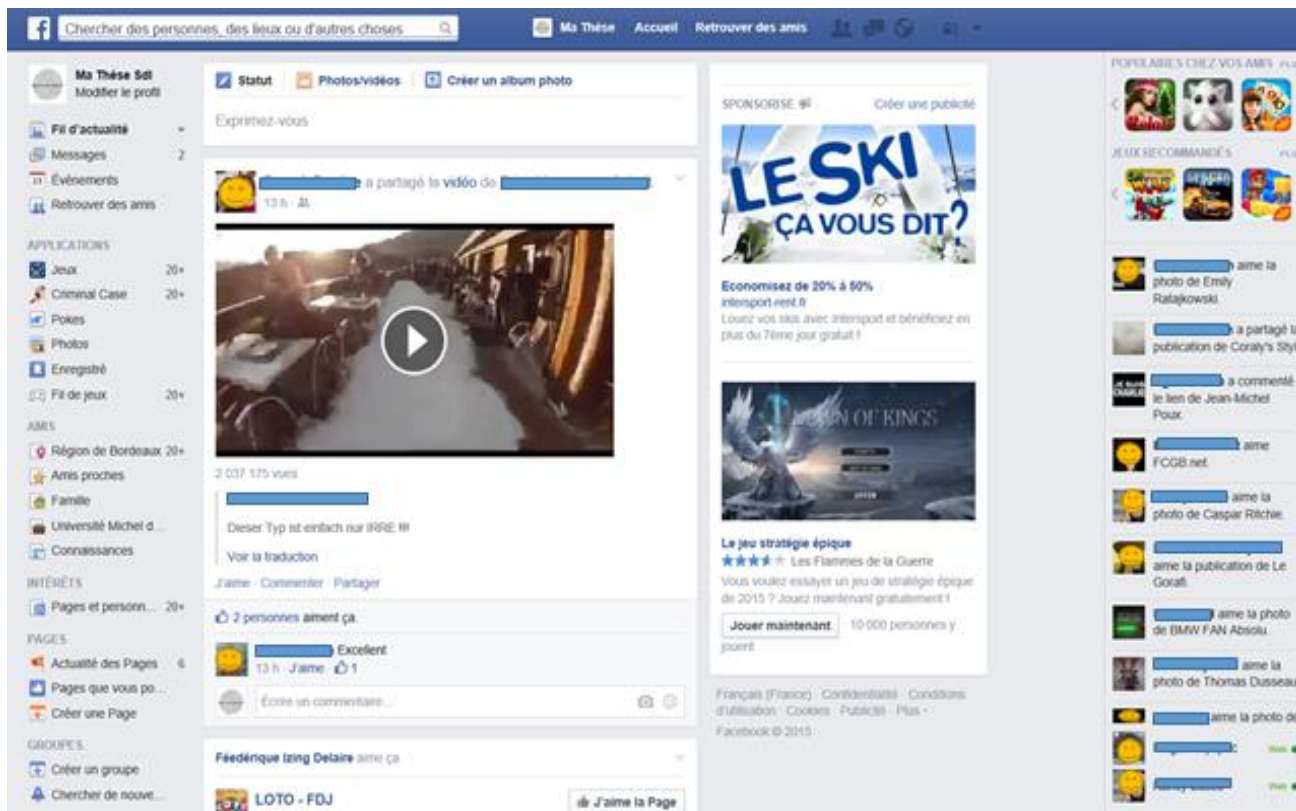 Chercher des personnes, des lieux ou d'autres choses
Ma Thèse Accueil Retrouver des amis
Ma Thèse Sdl
Modifier le profil
Fil d'actualité
Messages 2
Événements
Retrouver des amis
APPLICATIONS
Jeux 20+
Criminal Case 20+
Pokes
Photos
Enregistré
Fil de jeux 20+
AMIS
Région de Bordeaux 20+
Amis proches
Famille
Université Michel d...
Connaissances
INTÉRÊTS
Pages et personn... 20+
PAGES
Actualité des Pages 6
Pages que vous po...
Créer une Page
GROUPES
Créer un groupe
Chercher de nouve...
Statut Photos/vidéos Créer un album photo
Exprimez-vous
a partagé la vidéo de
13 h
2 037 175 vues
Dieser Typ ist einfach nur IRRE !!!!
Voir la traduction
J'aime · Commenter · Partager
2 personnes aiment ça.
Excellent
13 h · J'aime · 1
Écrire un commentaire...
Féedérique Izing Delaire aime ça
LOTO - FDJ
J'aime la Page
SPONSORISÉ Créer une publicité
LE SKI
ÇA VOUS DIT?
Economisez de 20% à 50%
intersport-rent.fr
Louez vos skis avec Intersport et bénéficiez en
plus du 7ème jour gratuit !
OF KINGS
Le jeu stratégie épique
Les Flammes de la Guerre
Vous voulez essayer un jeu de stratégie épique
de 2015 ? Jouez maintenant gratuitement !
Jouer maintenant 10 000 personnes y
jouent
Français (France) · Confidentialité · Conditions
d'utilisation · Cookies · Publicité · Plus
Facebook © 2015
POPULAIRES CHEZ VOS AMIS
JEUX RECOMMANDÉS
aime la
photo de Emily
Ratajkowski.
a partagé la
publication de Coraly's Styl
JE SUIS
CHARLIE
a commenté
le lien de Jean-Michel
Poux.
aime
FCGB.net.
aime la
photo de Caspar Ritchie.
aime la publication de Le
Gorafi.
aime la photo
de BMW FAN Absolu.
aime la
photo de Thomas Dusseau
aime la photo de